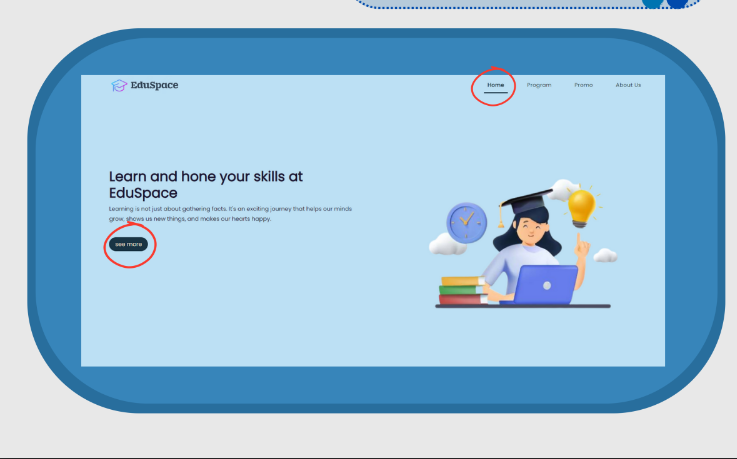 EduSpace
Home Program Promo About Us
Learn and hone your skills at
EduSpace
Learning is not just about gathering facts. It's an exciting journey that helps our minds
grow, shows us new things, and makes our hearts happy.
see more